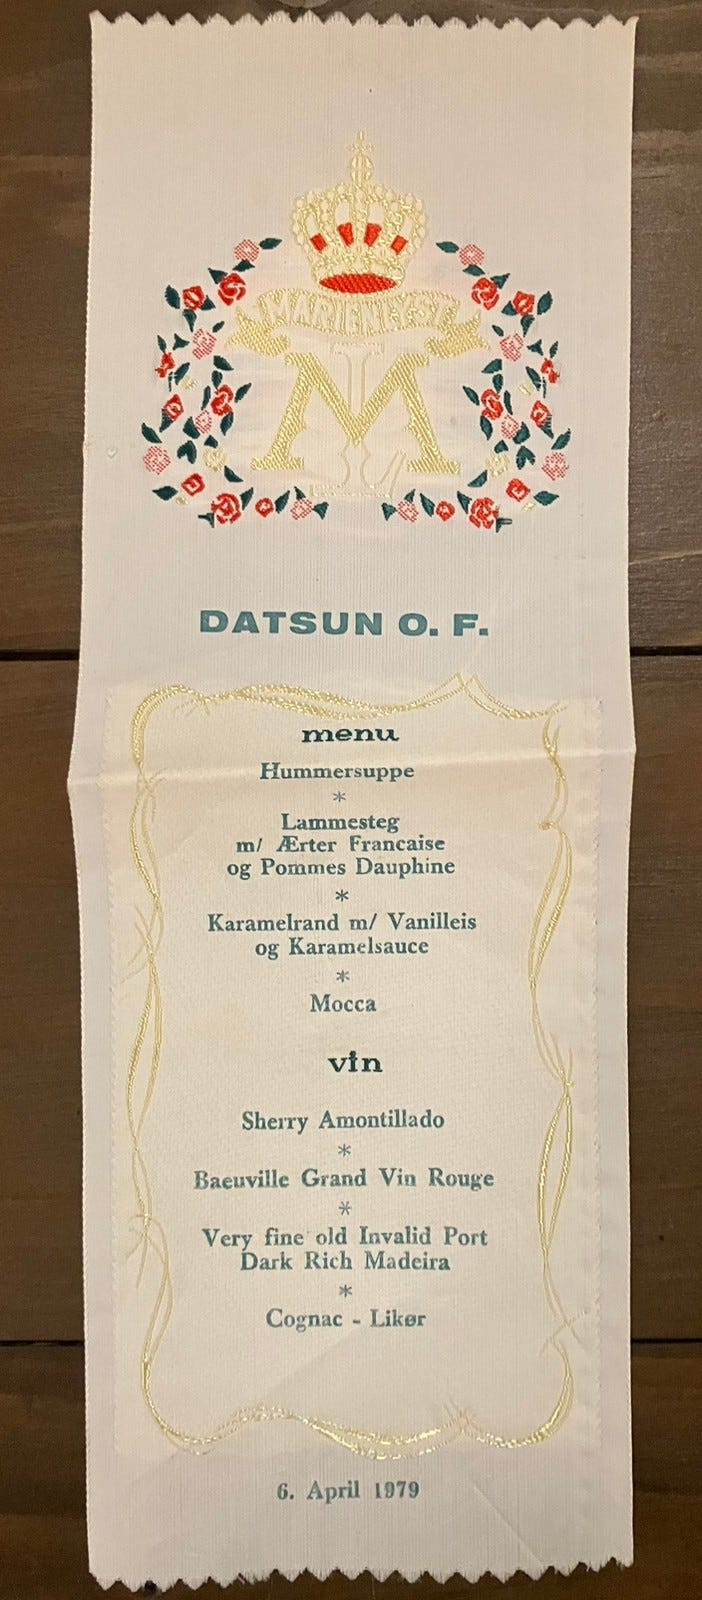 MARIENLYST
M
DATSUN O. F.
menu
Hummersuppe
*
Lammesteg
m/ Ærter Francaise
og Pommes Dauphine
*
Karamelrand m/ Vanilleis
og Karamelsauce
*
Mocca
vin
Sherry Amontillado
*
Baeuville Grand Vin Rouge
*
Very fine old Invalid Port
Dark Rich Madeira
*
Cognac - Likør
6. April 1979